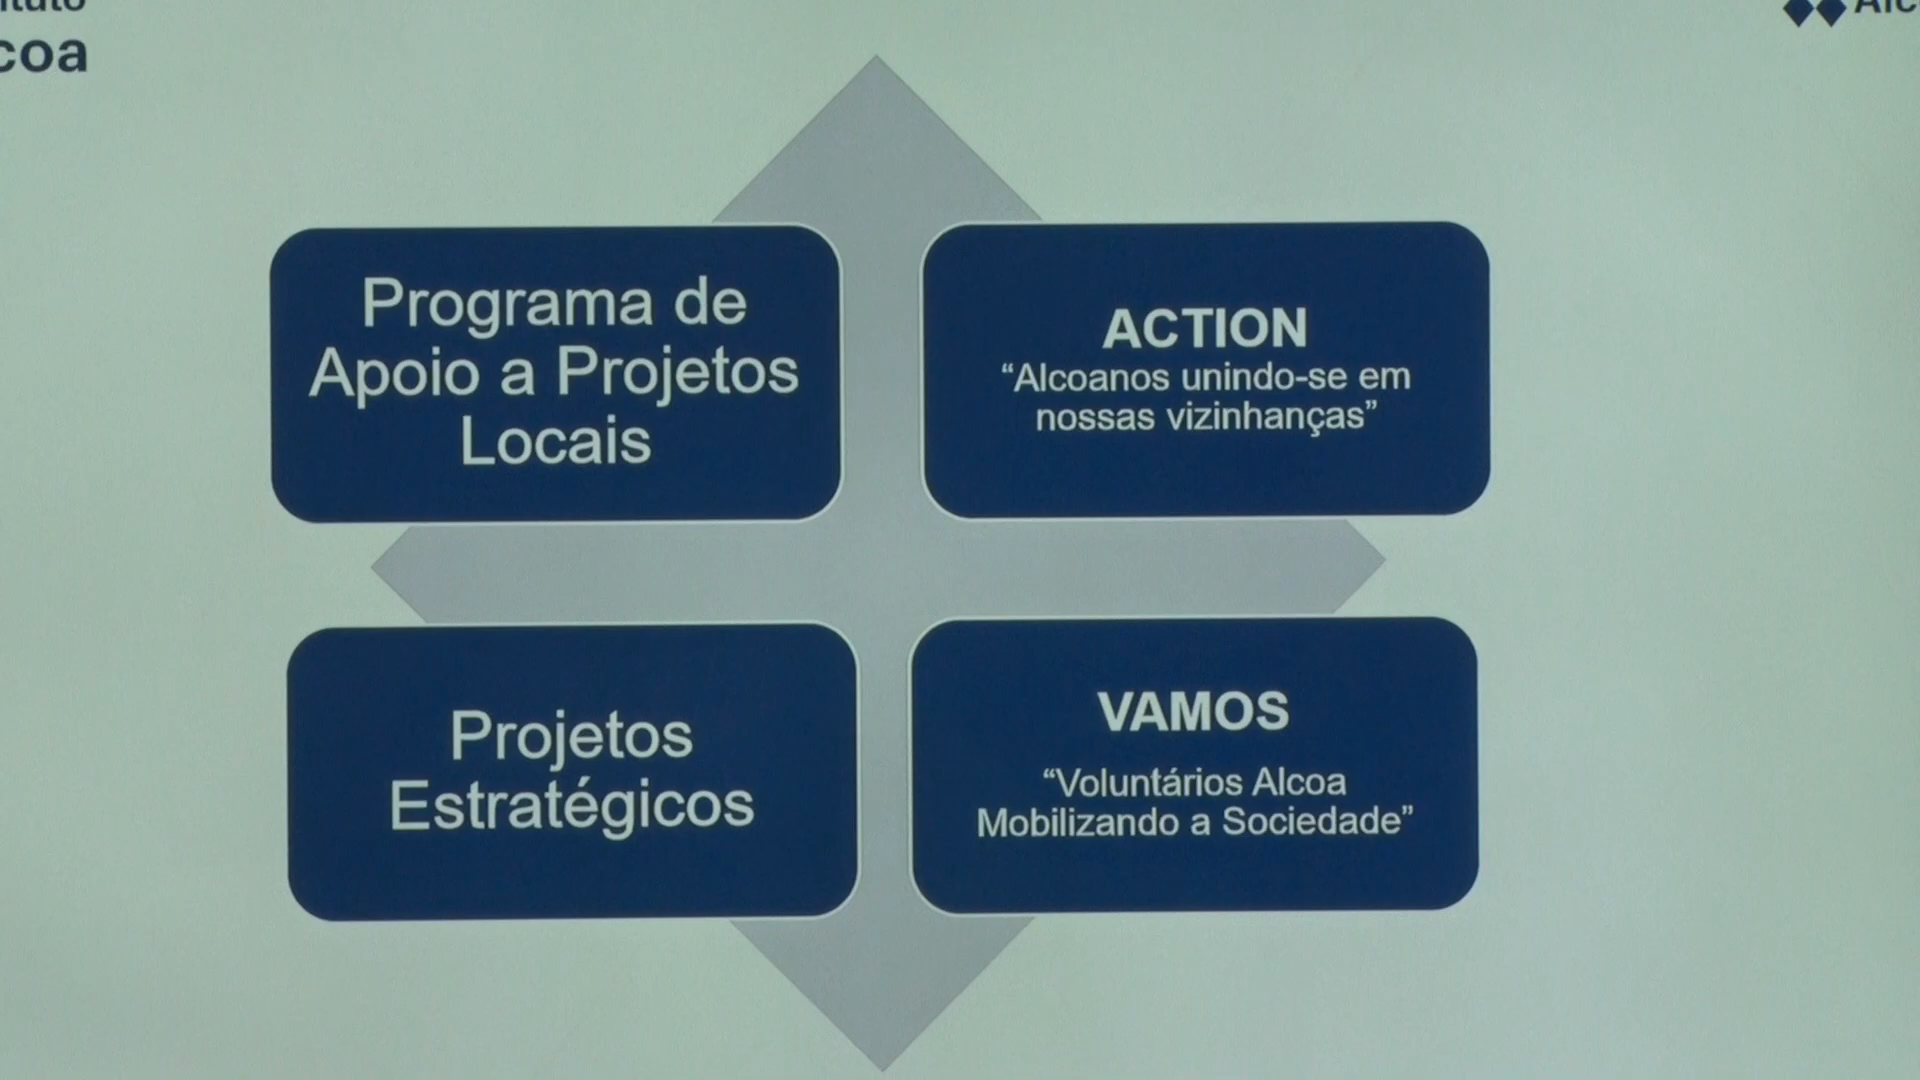 coa
Programa de
Apoio a Projetos
Locais
ACTION
“Alcoanos unindo-se em
nossas vizinhanças”
Projetos
Estratégicos
VAMOS
“Voluntários Alcoa
Mobilizando a Sociedade”